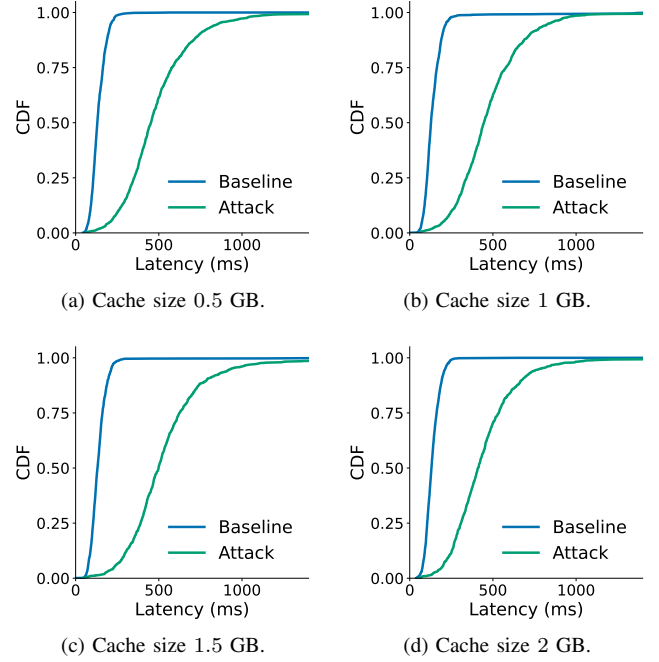 1.00
0.75
0.50
0.25
0.00
CDF
0 500 1000
Latency (ms)
Baseline
Attack
(a) Cache size 0.5 GB.
1.00
0.75
0.50
0.25
0.00
CDF
0 500 1000
Latency (ms)
Baseline
Attack
(b) Cache size 1 GB.
1.00
0.75
0.50
0.25
0.00
CDF
0 500 1000
Latency (ms)
Baseline
Attack
(c) Cache size 1.5 GB.
1.00
0.75
0.50
0.25
0.00
CDF
0 500 1000
Latency (ms)
Baseline
Attack
(d) Cache size 2 GB.